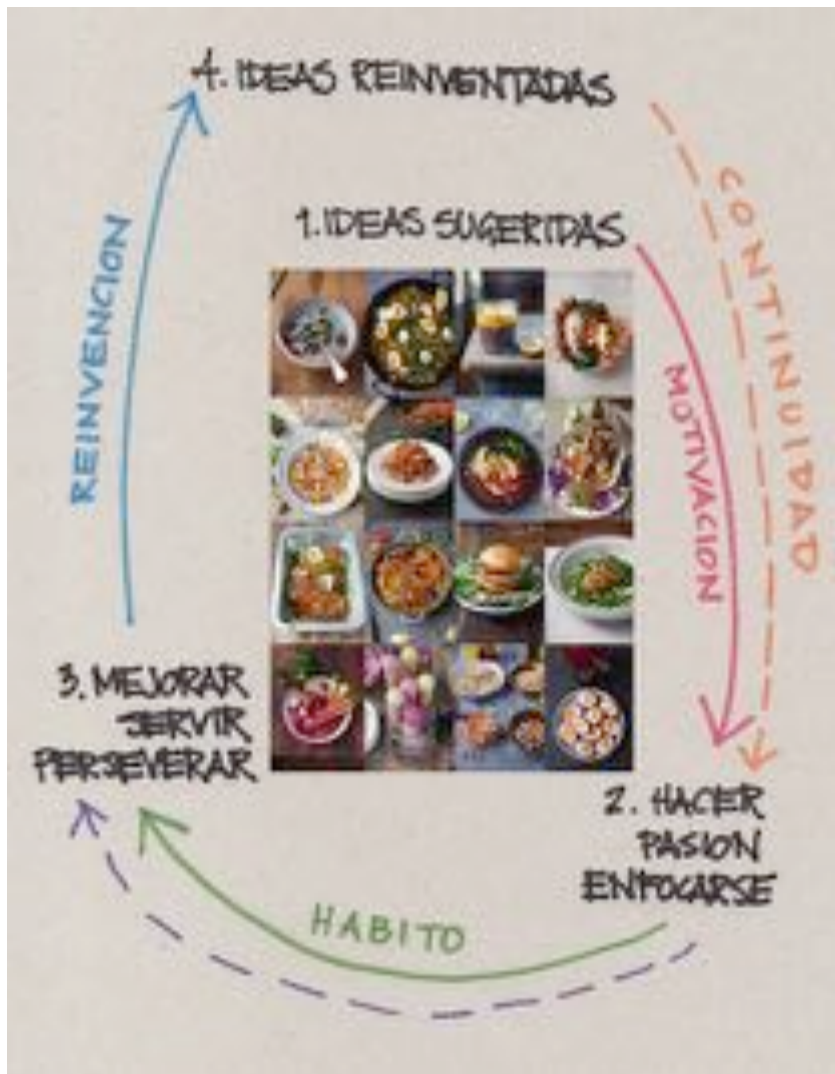 4. IDEAS REINVENTADAS
1. IDEAS SUGERIDAS
CONTINUIDAD
MOTIVACION
REINVENCION
3. MEJORAR
SERVIR
PERSEVERAR
2. HACER
PASION
ENFOCARSE
HABITO